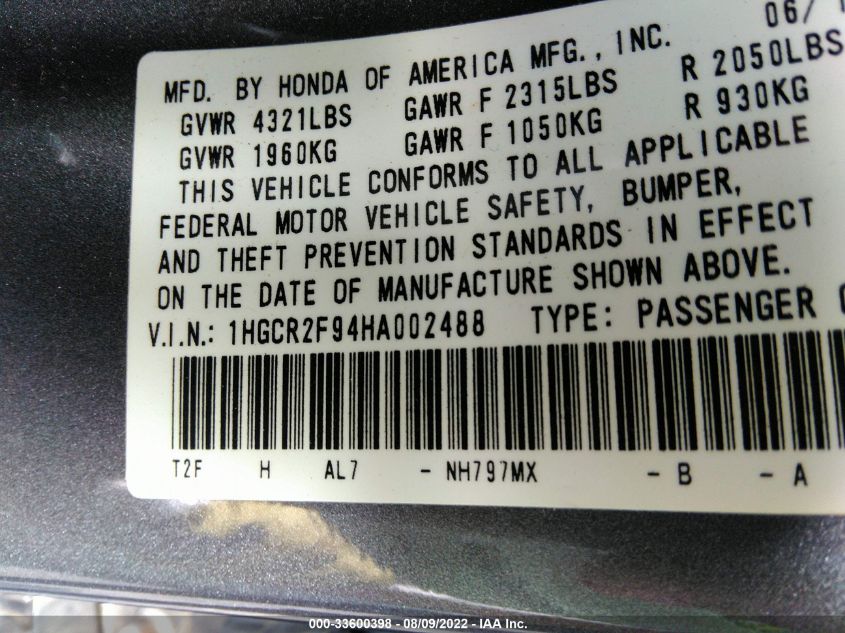 06/
MFD. BY HONDA OF AMERICA MFG., INC.
GVWR 4321LBS GAWR F 2315LBS R 2050LBS
GVWR 1960KG GAWR F 1050KG R 930KG
THIS VEHICLE CONFORMS TO ALL APPLICABLE
FEDERAL MOTOR VEHICLE SAFETY, BUMPER,
AND THEFT PREVENTION STANDARDS IN EFFECT
ON THE DATE OF MANUFACTURE SHOWN ABOVE.
V.I.N.: 1HGCR2F94HA002488 TYPE: PASSENGER
T2F H AL7 - NH797MX - B - A
000-33600398 - 08/09/2022 - IAA Inc.